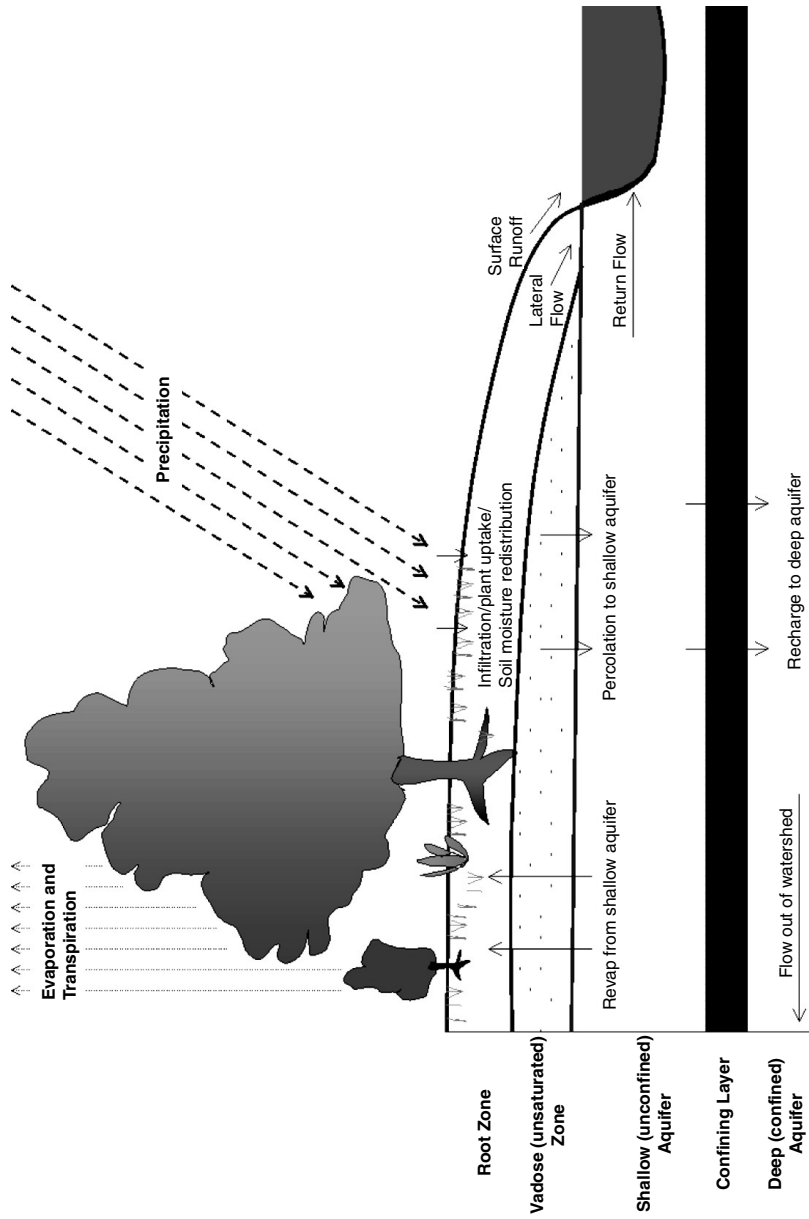 Evaporation and
Transpiration
Precipitation
Surface
Runoff
Lateral
Flow
Return Flow
Infiltration/plant uptake/
Soil moisture redistribution
Revap from shallow aquifer
Percolation to shallow aquifer
Flow out of watershed
Recharge to deep aquifer
Root Zone
Vadose (unsaturated)
Zone
Shallow (unconfined)
Aquifer
Confining Layer
Deep (confined)
Aquifer